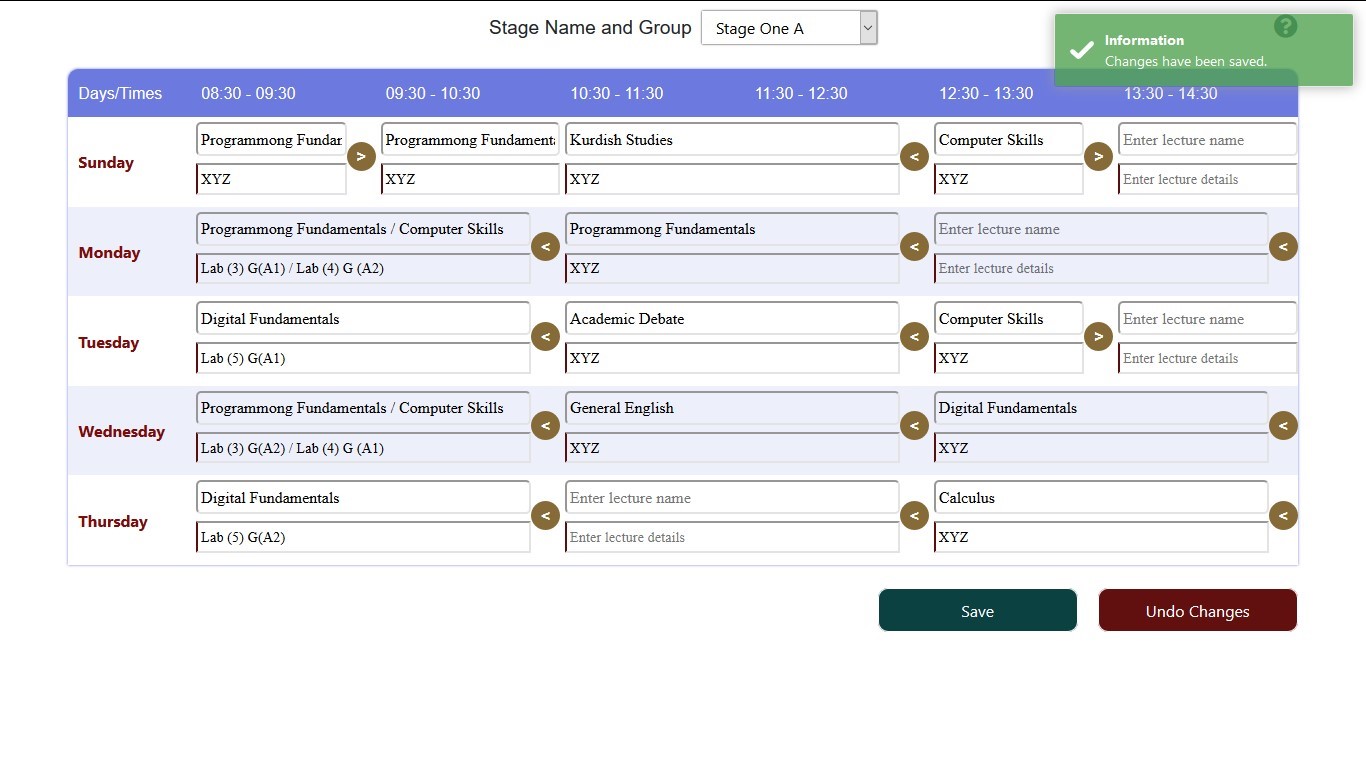 Stage Name and Group Stage One A
?
Information
Changes have been saved.
Days/Times 08:30 - 09:30 09:30 - 10:30 10:30 - 11:30 11:30 - 12:30 12:30 - 13:30 13:30 - 14:30
Sunday
Programmong Fundar > Programmong Fundament Kurdish Studies < Computer Skills > Enter lecture name
XYZ XYZ XYZ XYZ Enter lecture details
Monday
Programmong Fundamentals / Computer Skills < Programmong Fundamentals < Enter lecture name <
Lab (3) G(A1) / Lab (4) G (A2) XYZ Enter lecture details
Tuesday
Digital Fundamentals < Academic Debate < Computer Skills > Enter lecture name
Lab (5) G(A1) XYZ XYZ Enter lecture details
Wednesday
Programmong Fundamentals / Computer Skills < General English < Digital Fundamentals <
Lab (3) G(A2) / Lab (4) G (A1) XYZ XYZ
Thursday
Digital Fundamentals < Enter lecture name < Calculus <
Lab (5) G(A2) Enter lecture details XYZ
Save Undo Changes